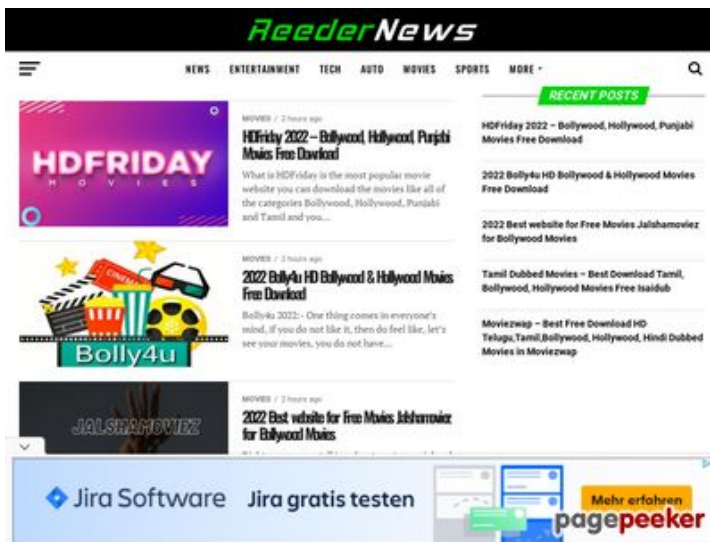 ReederNews
NEWS ENTERTAINMENT TECH AUTO MOVIES SPORTS MORE
HDFRIDAY
MOVIES
MOVIES / 2 hours ago
HDFriday 2022 – Bollywood, Hollywood, Punjabi
Movies Free Download
What is HDFriday is the most popular movie
website you can download the movies like all of
the categories Bollywood, Hollywood, Punjabi
and Tamil and you...
CINEMA
Bolly4u
MOVIES / 2 hours ago
2022 Bolly4u HD Bollywood & Hollywood Movies
Free Download
Bolly4u 2022:- One thing comes in everyone's
mind, if you do not like it, then do feel like, let's
see your movies, you do not have...
JALSHAMOVIEZ
MOVIES / 2 hours ago
2022 Best website for Free Movies Jalshamoviez
for Bollywood Movies
RECENT POSTS
HDFriday 2022 – Bollywood, Hollywood, Punjabi
Movies Free Download
2022 Bolly4u HD Bollywood & Hollywood Movies
Free Download
2022 Best website for Free Movies Jalshamoviez
for Bollywood Movies
Tamil Dubbed Movies – Best Download Tamil,
Bollywood, Hollywood Movies Free Isaidub
Moviezwap – Best Free Download HD
Telugu,Tamil,Bollywood, Hollywood, Hindi Dubbed
Movies in Moviezwap
Jira Software Jira gratis testen
Mehr erfahren
pagepeeker